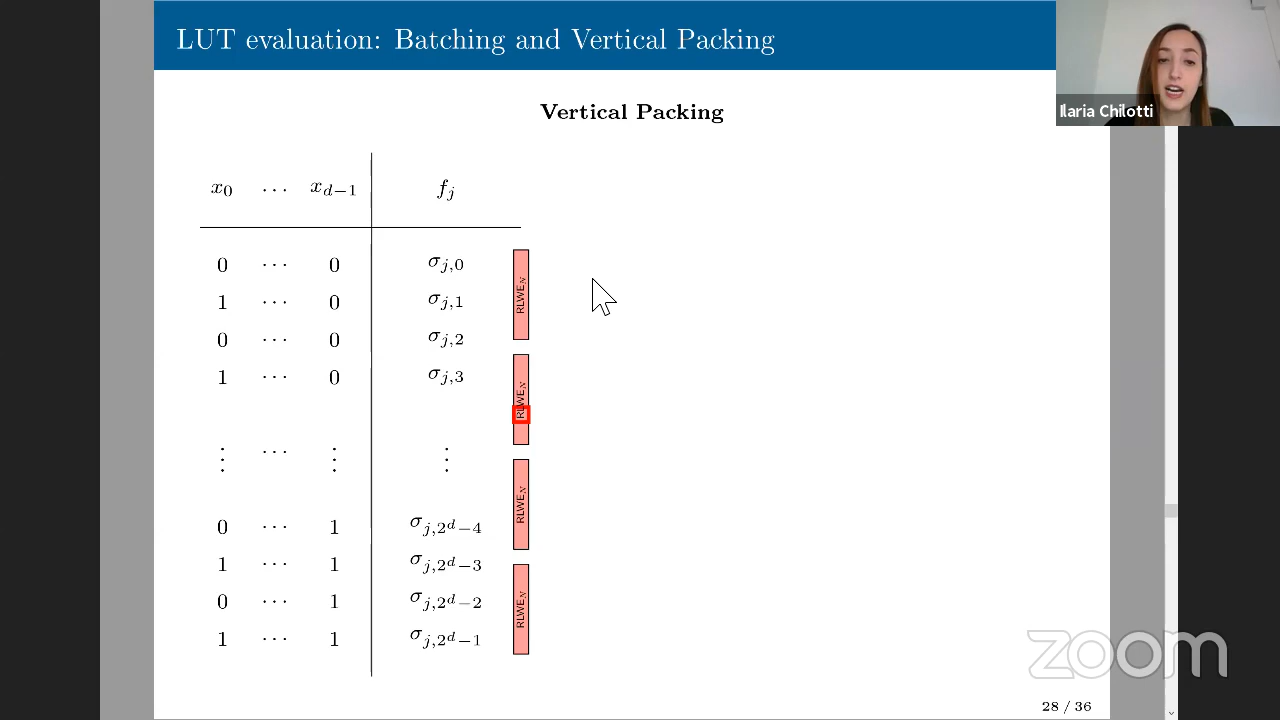 LUT evaluation: Batching and Vertical Packing
Ilaria Chilotti
Vertical Packing
x₀ ⋯ x_{d−1} f_j
0 ⋯ 0 σ_{j,0}
1 ⋯ 0 σ_{j,1}
0 ⋯ 0 σ_{j,2}
1 ⋯ 0 σ_{j,3}
⋮ ⋯ ⋮ ⋮
0 ⋯ 1 σ_{j,2^d−4}
1 ⋯ 1 σ_{j,2^d−3}
0 ⋯ 1 σ_{j,2^d−2}
1 ⋯ 1 σ_{j,2^d−1}
RLWE_N
RLWE_N
RLWE_N
RLWE_N
zoom
28 / 36